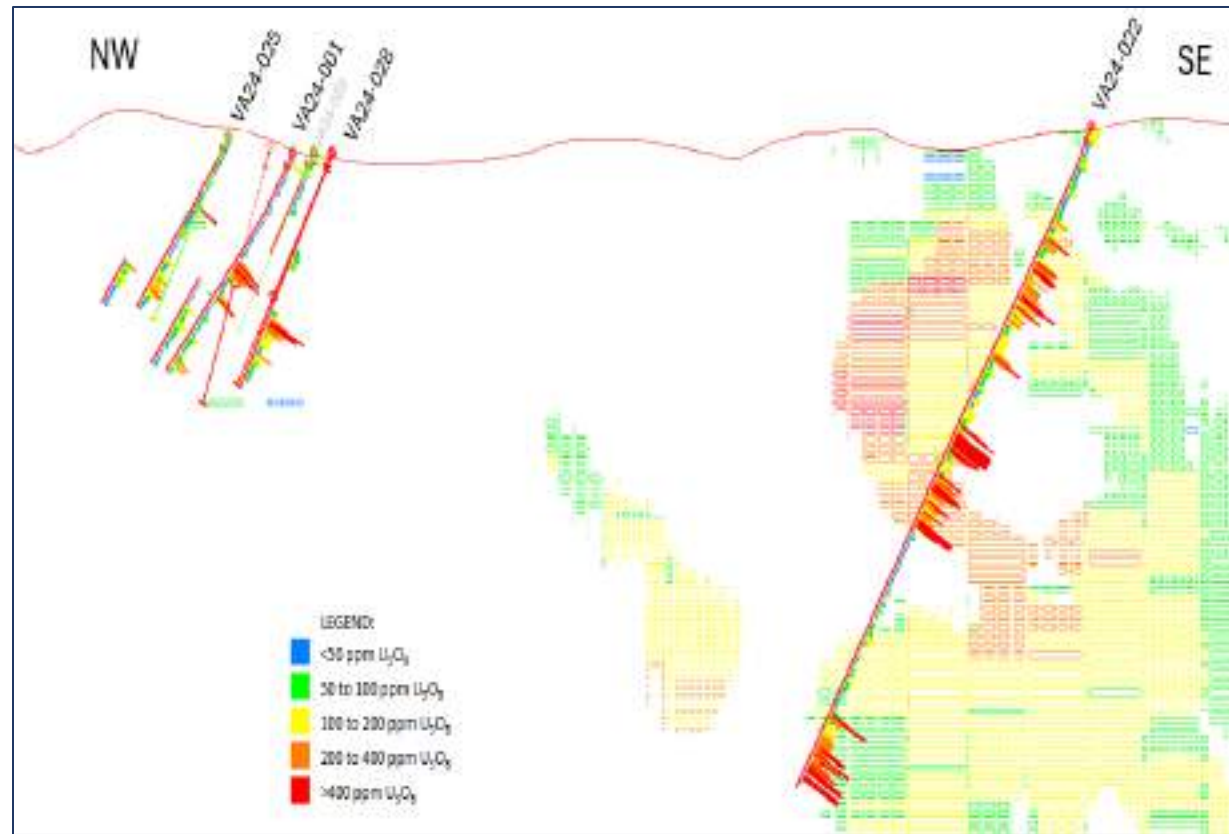 NW
VA24-025
VA24-001
VA24-028
VA24-022
SE
LEGEND:
<50 ppm U₃O₈
50 to 100 ppm U₃O₈
100 to 200 ppm U₃O₈
200 to 400 ppm U₃O₈
>400 ppm U₃O₈